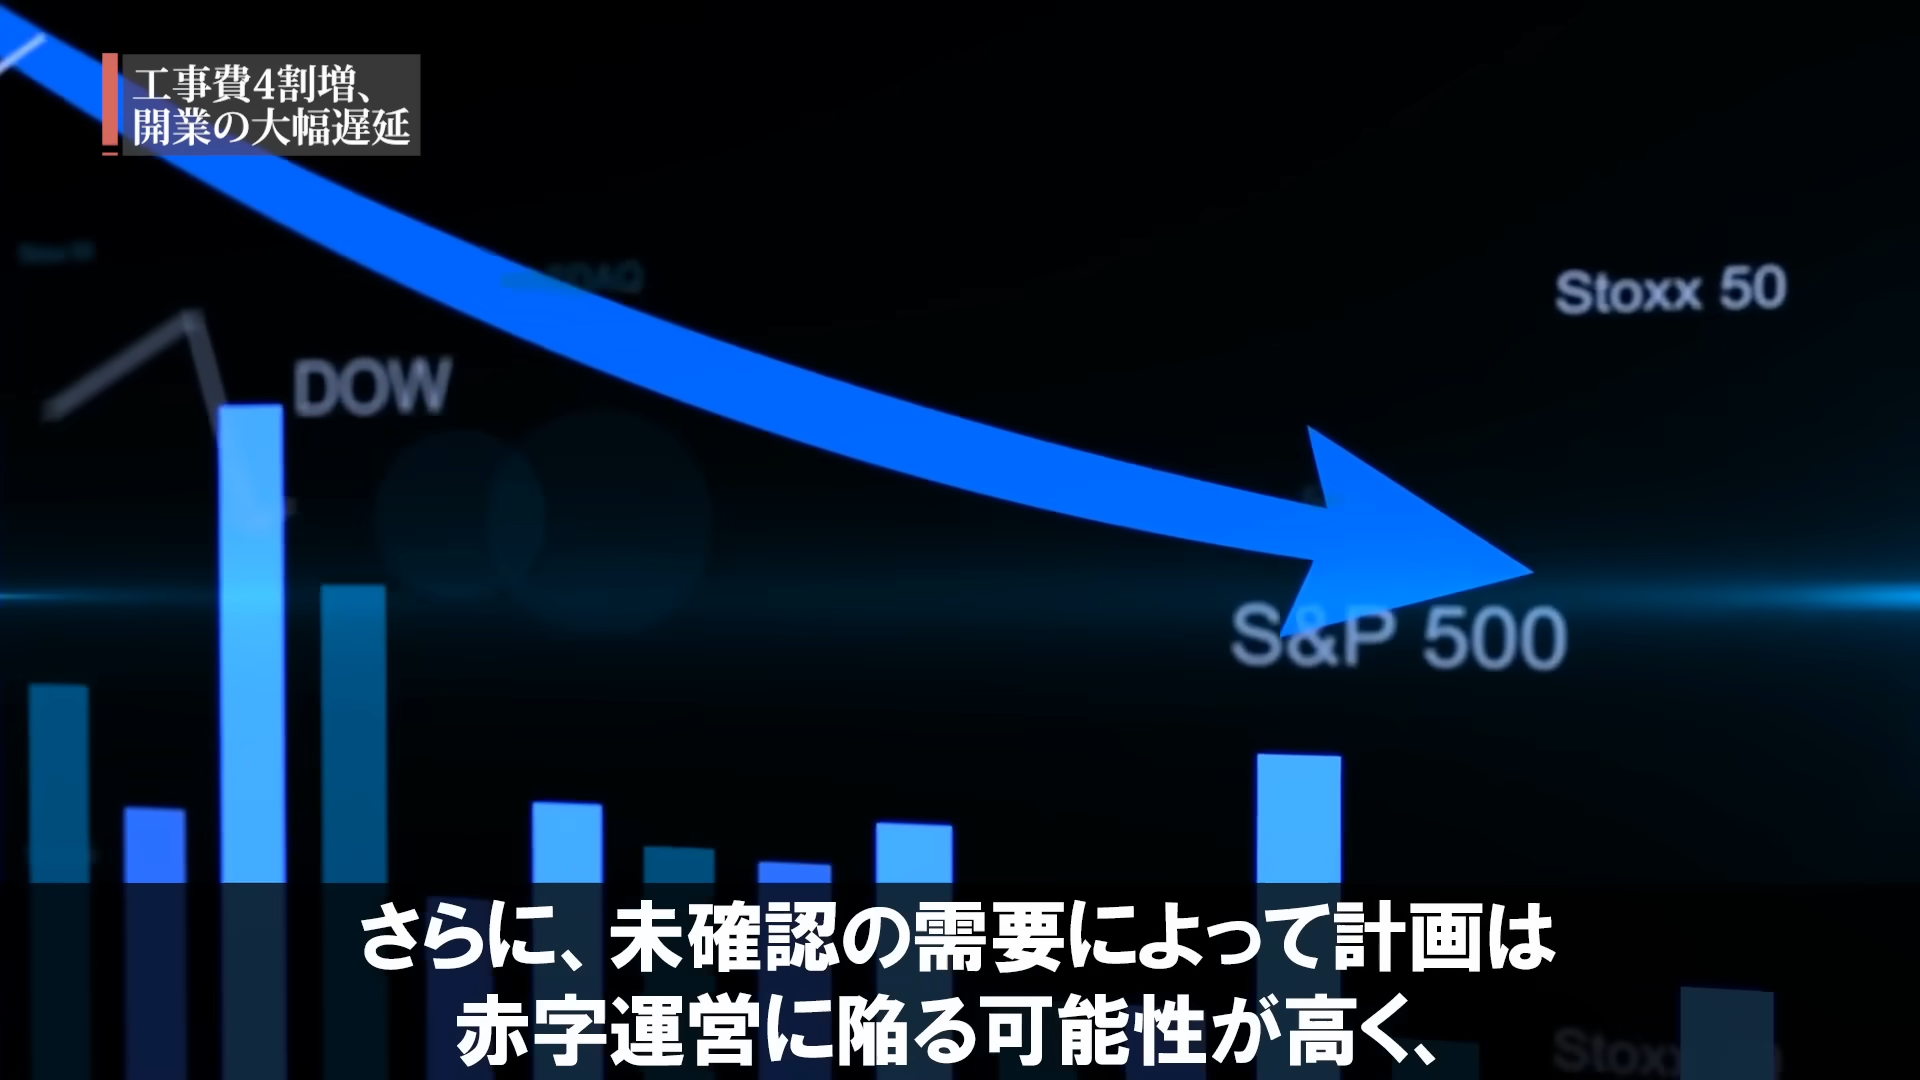 工事費4割増、
開業の大幅遅延
Stoxx 50
DOW
S&P 500
さらに、未確認の需要によって計画は
赤字運営に陥る可能性が高く、